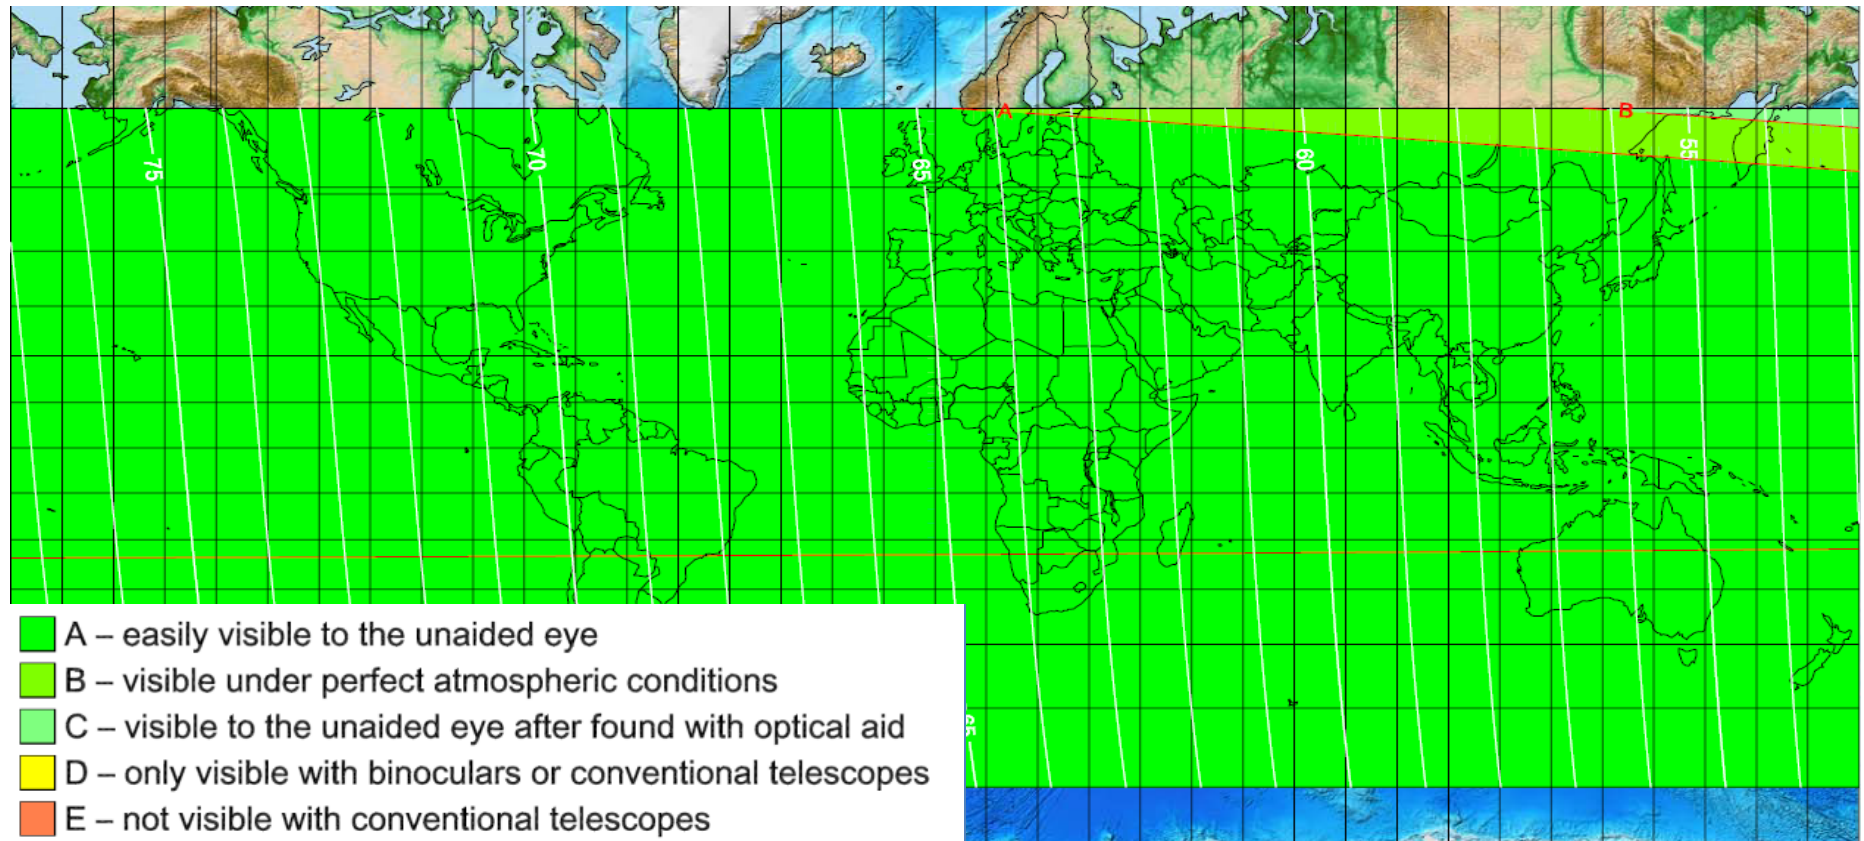 A
B
75
70
65
60
55
65
A – easily visible to the unaided eye
B – visible under perfect atmospheric conditions
C – visible to the unaided eye after found with optical aid
D – only visible with binoculars or conventional telescopes
E – not visible with conventional telescopes